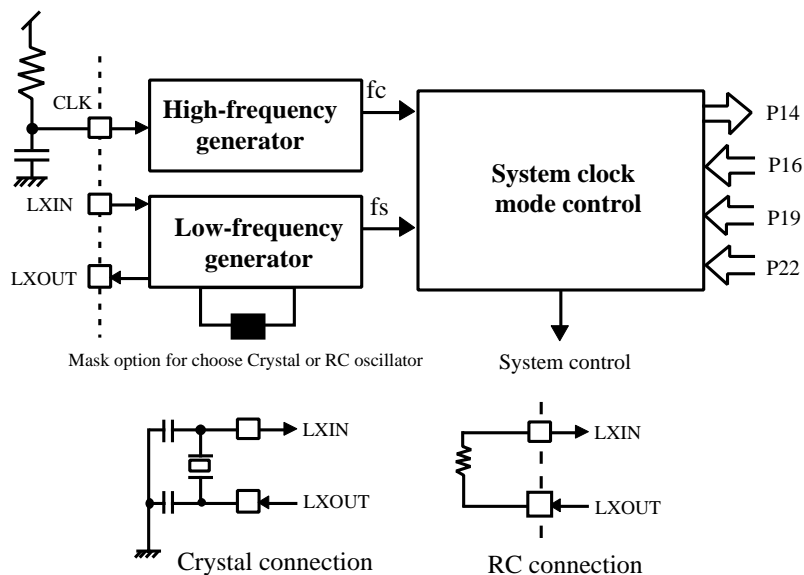 CLK
High-frequency
generator
fc
System clock
mode control
P14
P16
P19
P22
LXIN
LXOUT
Low-frequency
generator
fs
Mask option for choose Crystal or RC oscillator
System control
LXIN
LXOUT
Crystal connection
LXIN
LXOUT
RC connection